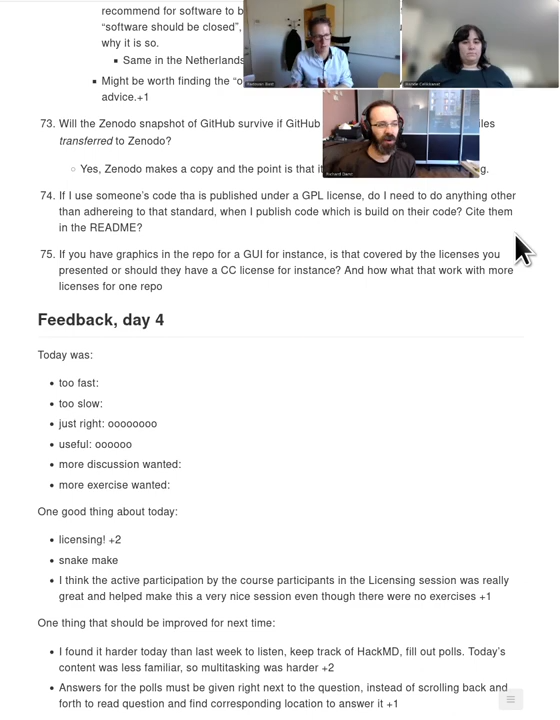 recommend for software to b
“software should be closed”,
why it is so.
Same in the Netherlands
Might be worth finding the “o
advice.+1
73. Will the Zenodo snapshot of GitHub survive if GitHub iles
transferred to Zenodo?
Yes, Zenodo makes a copy and the point is that i g.
74. If I use someone’s code tha is published under a GPL license, do I need to do anything other
than adhereing to that standard, when I publish code which is build on their code? Cite them
in the README?
75. If you have graphics in the repo for a GUI for instance, is that covered by the licenses you
presented or should they have a CC license for instance? And how what that work with more
licenses for one repo
Feedback, day 4
Today was:
too fast:
too slow:
just right: oooooooo
useful: oooooo
more discussion wanted:
more exercise wanted:
One good thing about today:
licensing! +2
snake make
I think the active participation by the course participants in the Licensing session was really
great and helped make this a very nice session even though there were no exercises +1
One thing that should be improved for next time:
I found it harder today than last week to listen, keep track of HackMD, fill out polls. Today’s
content was less familiar, so multitasking was harder +2
Answers for the polls must be given right next to the question, instead of scrolling back and
forth to read question and find corresponding location to answer it +1